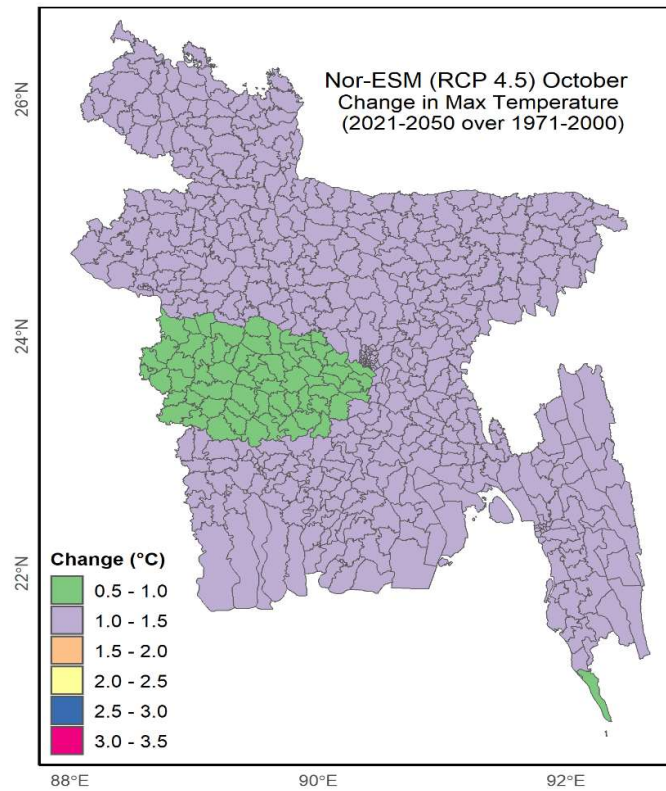 Nor-ESM (RCP 4.5) October
Change in Max Temperature
(2021-2050 over 1971-2000)
26°N
24°N
22°N
Change (°C)
0.5 - 1.0
1.0 - 1.5
1.5 - 2.0
2.0 - 2.5
2.5 - 3.0
3.0 - 3.5
88°E
90°E
92°E